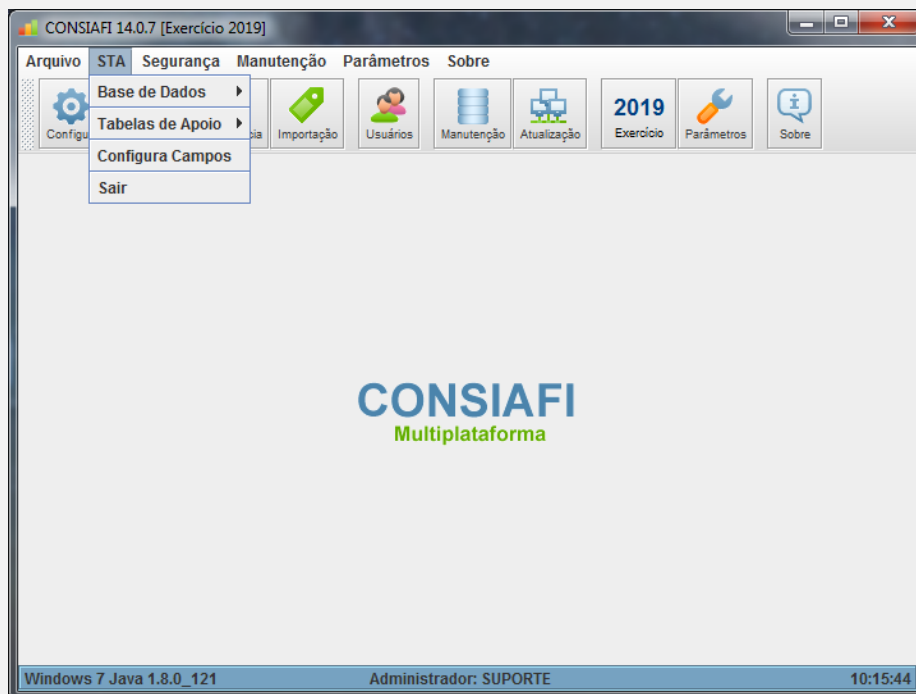 CONSIAFI 14.0.7 [Exercício 2019]
Arquivo STA Segurança Manutenção Parâmetros Sobre
Base de Dados
Tabelas de Apoio
Configura Campos
Sair
2019
Importação Usuários Manutenção Atualização Exercício Parâmetros Sobre
CONSIAFI
Multiplataforma
Windows 7 Java 1.8.0_121 Administrador: SUPORTE 10:15:44